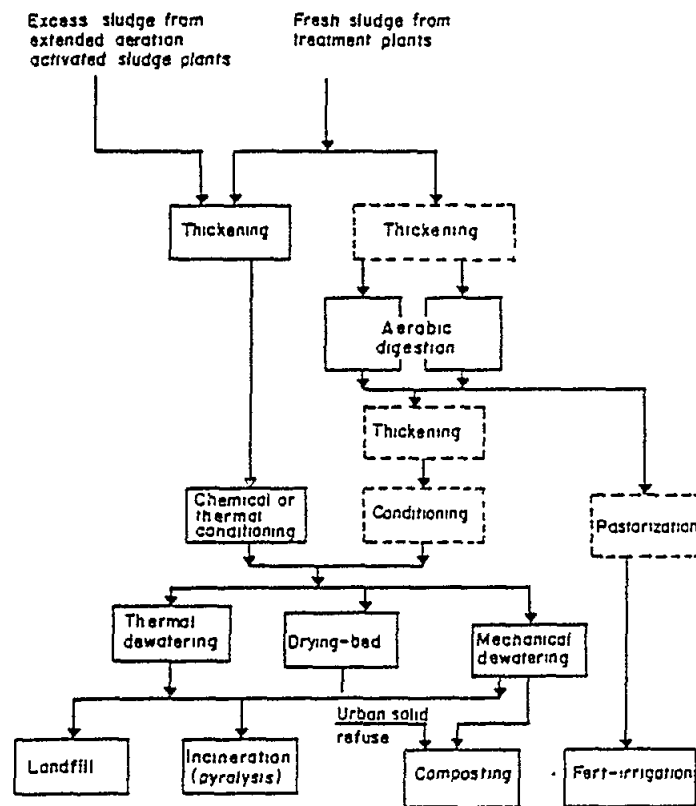 Excess sludge from
extended aeration
activated sludge plants
Fresh sludge from
treatment plants
Thickening
Thickening
Aerobic
digestion
Thickening
Chemical or
thermal
conditioning
Conditioning
Pastorization
Thermal
dewatering
Drying-bed
Mechanical
dewatering
Urban solid
refuse
Landfill
Incineration
(pyrolysis)
Composting
Fert-irrigation